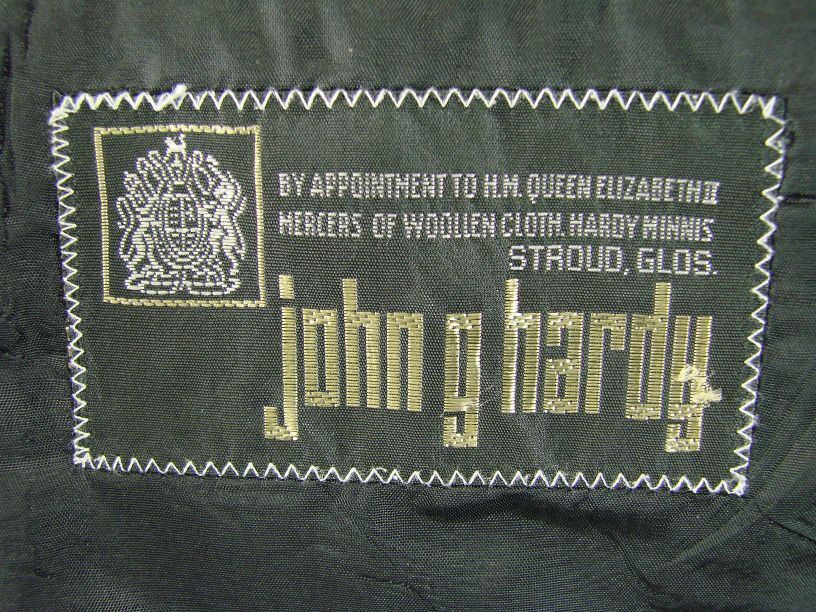 BY APPOINTMENT TO H.M. QUEEN ELIZABETH II
MERCERS OF WOOLLEN CLOTH. HARDY MINNIS
STROUD, GLOS.
john g hardy